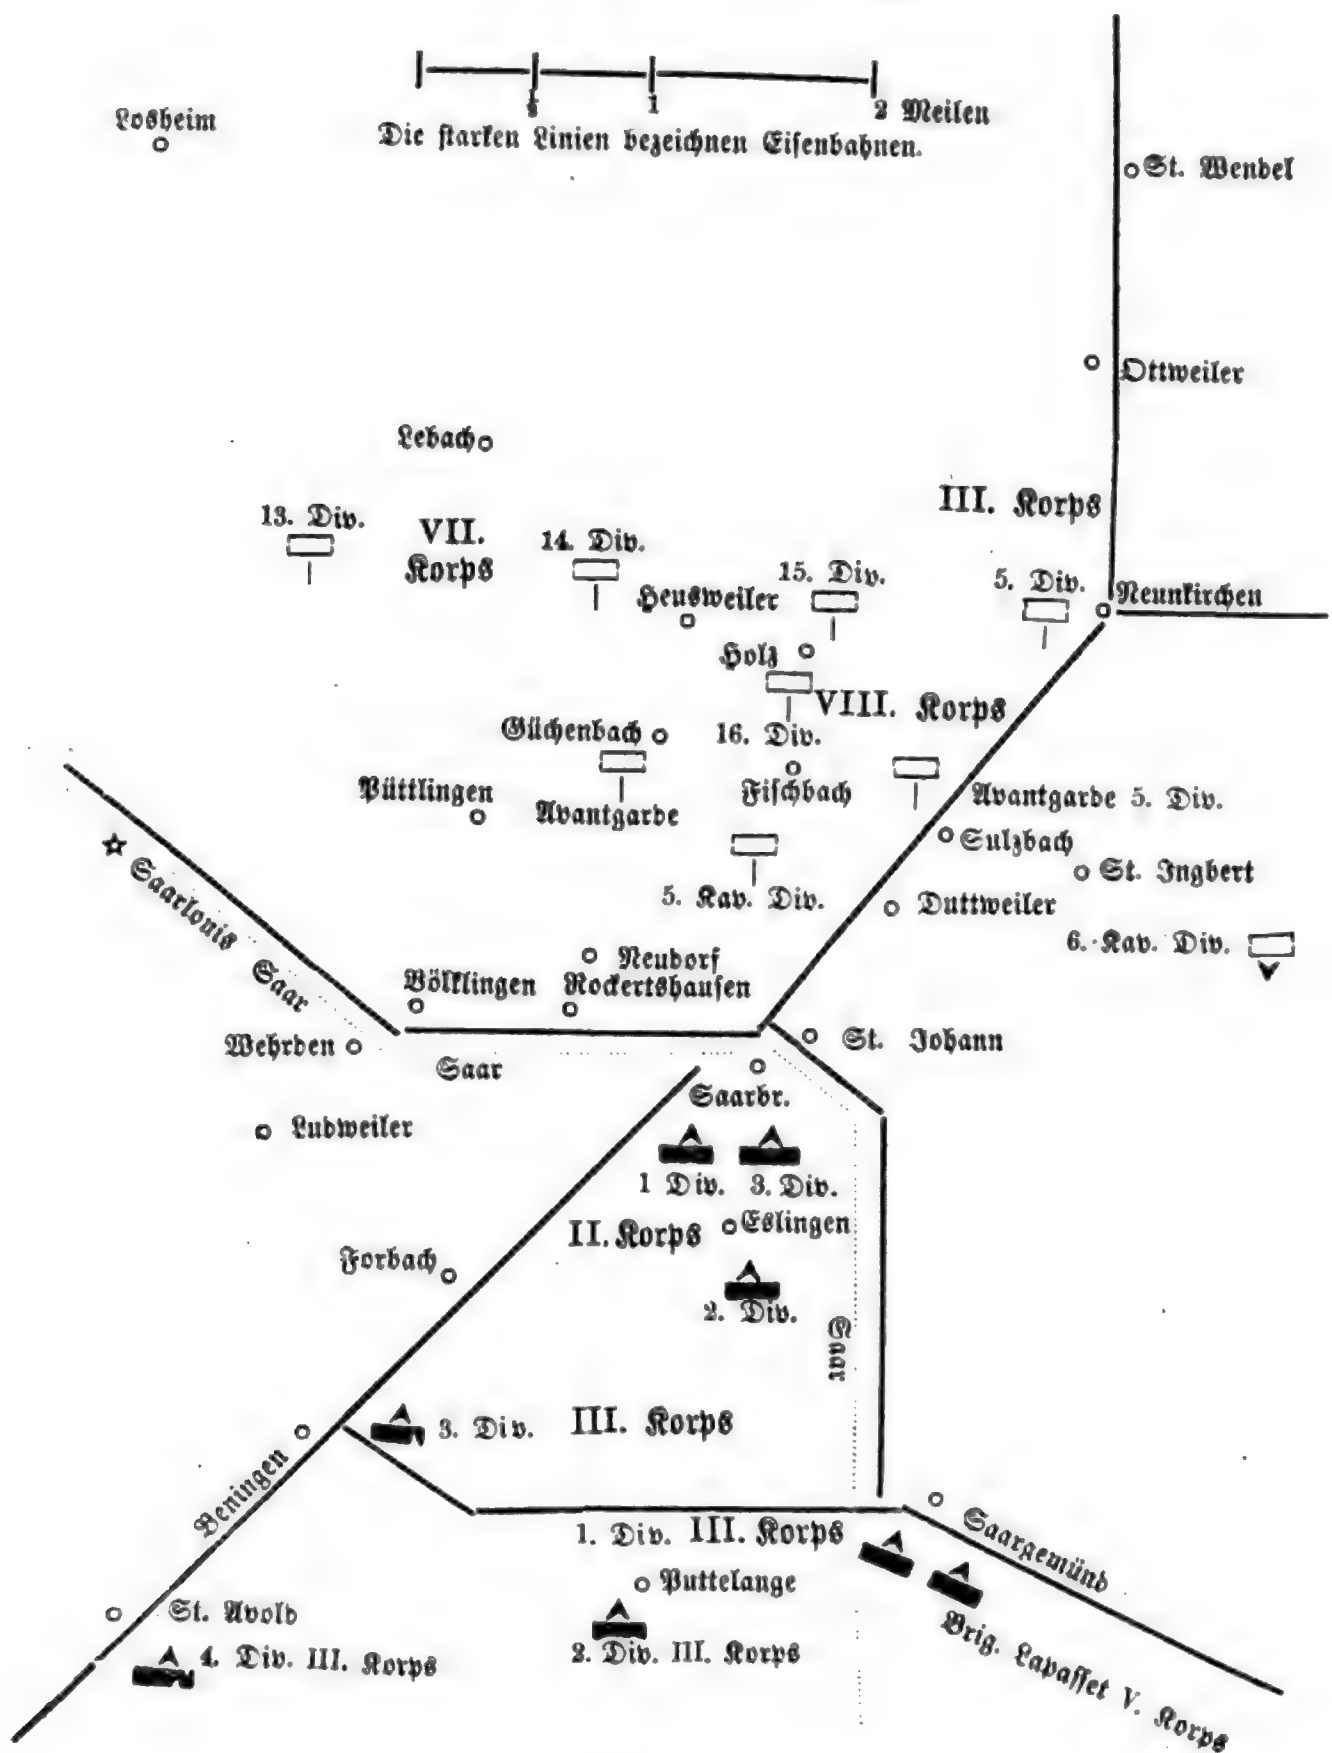 ½ 1 2 Meilen
Die starken Linien bezeichnen Eisenbahnen.
Losheim
St. Wendel
Ottweiler
Lebach
III. Korps
13. Div.
VII.
Korps
14. Div.
15. Div.
5. Div.
Neunkirchen
Heusweiler
Holz
VIII. Korps
Güchenbach
16. Div.
Püttlingen
Avantgarde
Fischbach
Avantgarde 5. Div.
Sulzbach
St. Ingbert
Saarlouis
5. Kav. Div.
Duttweiler
6. Kav. Div.
Saar
Neudorf
Völklingen
Rockertshausen
Wehrden
Saar
St. Johann
Saarbr.
Ludweiler
1 Div.
3. Div.
II. Korps
Eslingen
Forbach
2. Div.
Saar
3. Div.
III. Korps
Beningen
1. Div. III. Korps
Saargemünd
Puttelange
St. Avold
4. Div. III. Korps
2. Div. III. Korps
Brig. Lapasset V. Korps